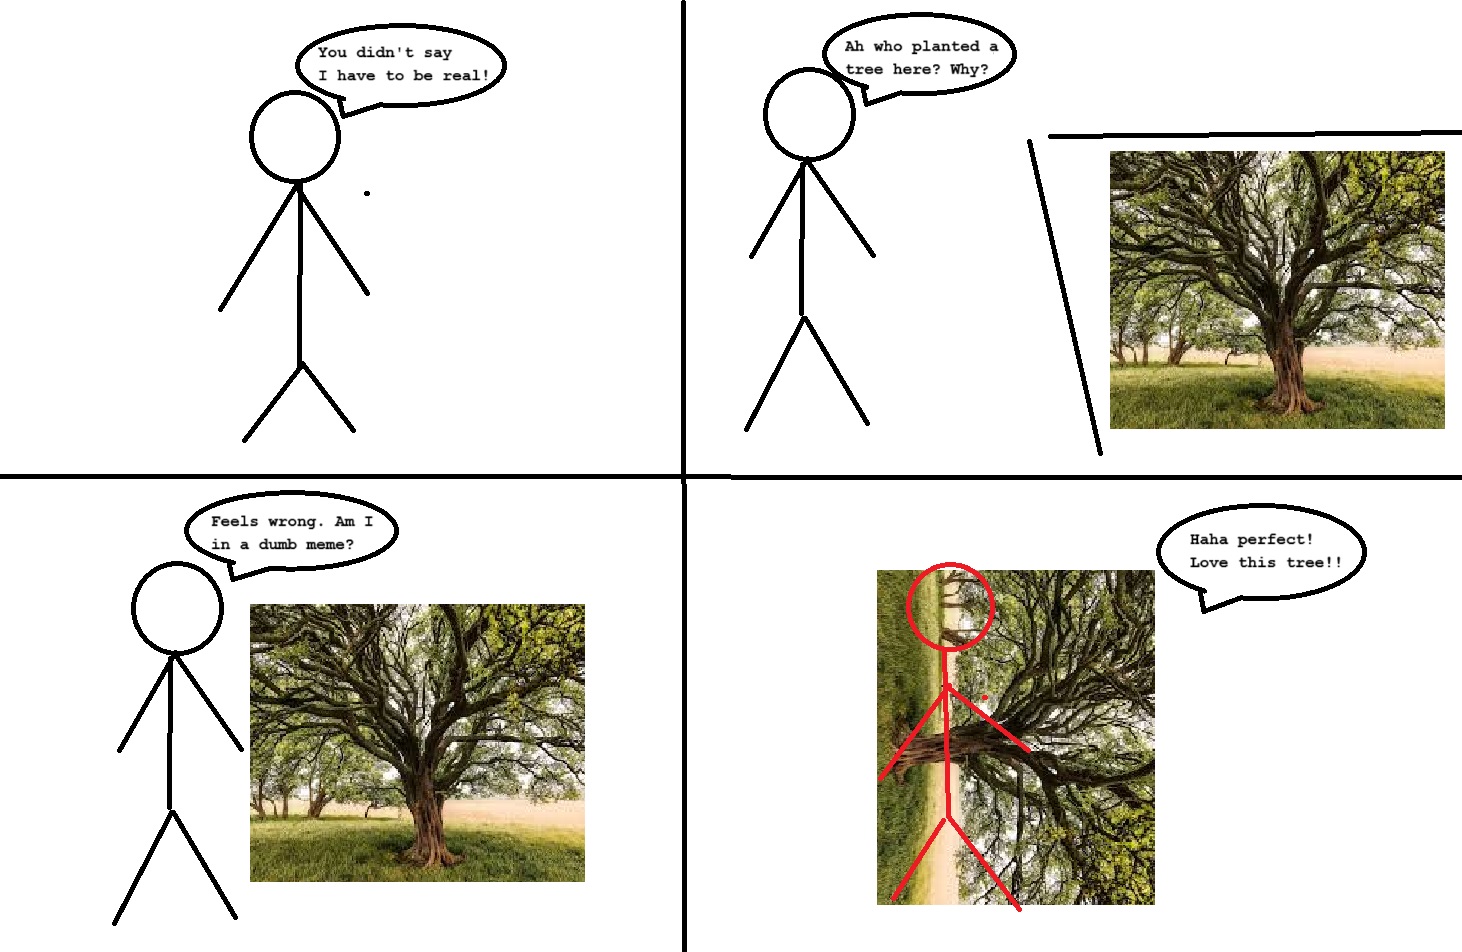 You didn't say
I have to be real!
Ah who planted a
tree here? Why?
Feels wrong. Am I
in a dumb meme?
Haha perfect!
Love this tree!!